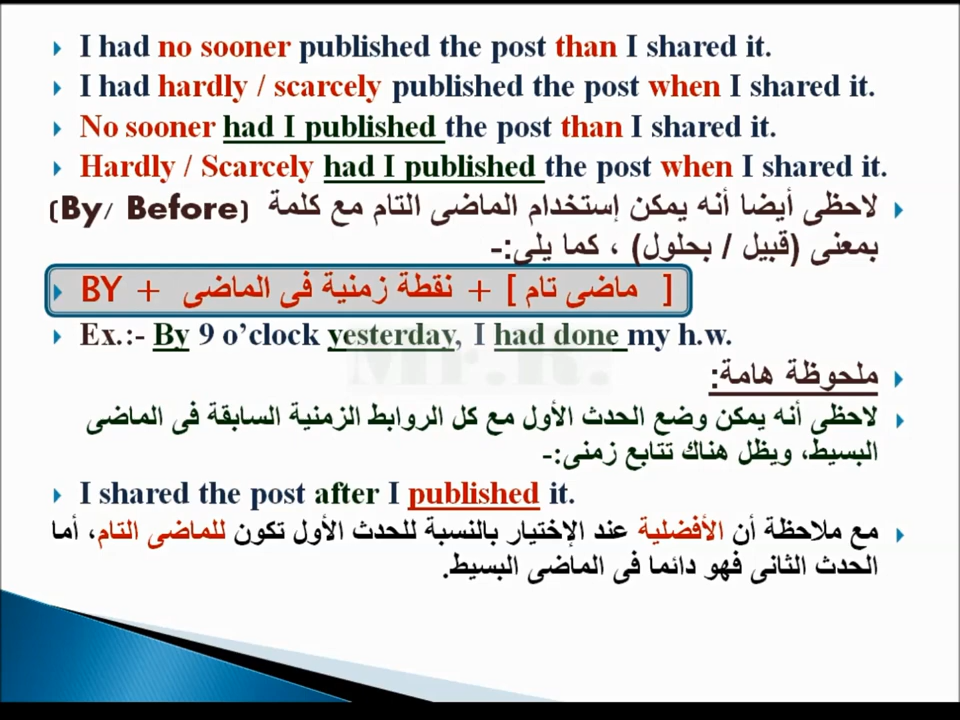 I had no sooner published the post than I shared it.
I had hardly / scarcely published the post when I shared it.
No sooner had I published the post than I shared it.
Hardly / Scarcely had I published the post when I shared it.
لاحظى أيضا أنه يمكن إستخدام الماضى التام مع كلمة (By/ Before)
بمعنى (قبيل / بحلول) ، كما يلى:-
BY + نقطة زمنية فى الماضى + [ ماضى تام ]
Ex.:- By 9 o’clock yesterday, I had done my h.w.
Mr.R.
ملحوظة هامة:
لاحظى أنه يمكن وضع الحدث الأول مع كل الروابط الزمنية السابقة فى الماضى
البسيط، ويظل هناك تتابع زمنى:-
I shared the post after I published it.
مع ملاحظة أن الأفضلية عند الإختيار بالنسبة للحدث الأول تكون للماضى التام، أما
الحدث الثانى فهو دائما فى الماضى البسيط.